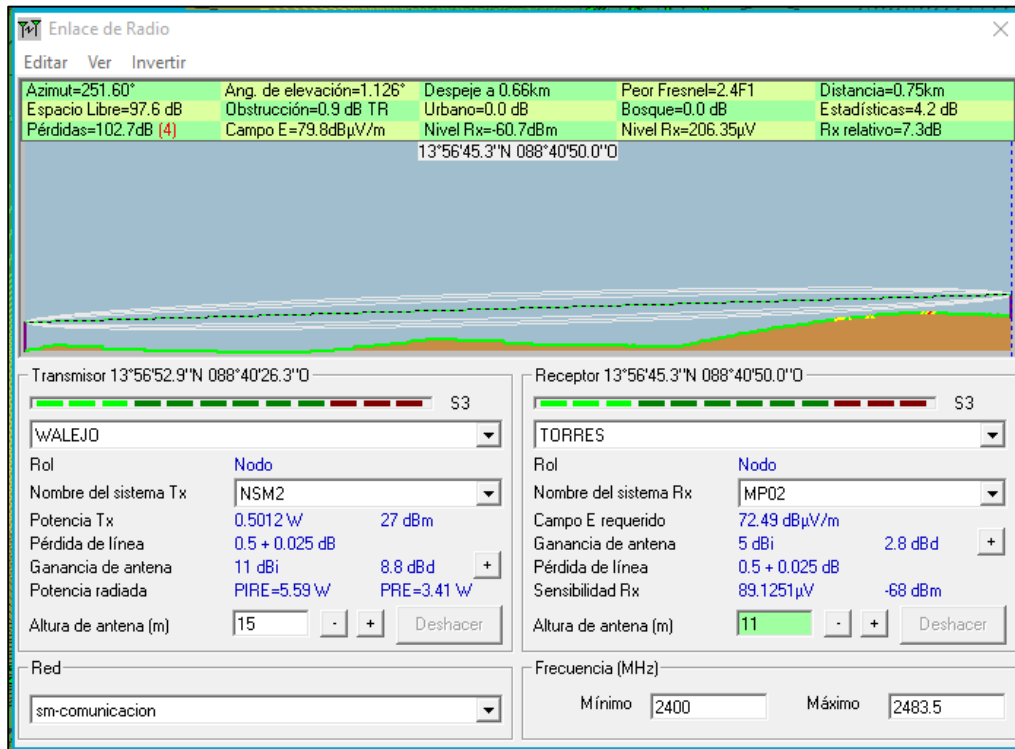 Enlace de Radio
Editar Ver Invertir
Azimut=251.60° Ang. de elevación=1.126° Despeje a 0.66km Peor Fresnel=2.4F1 Distancia=0.75km
Espacio Libre=97.6 dB Obstrucción=0.9 dB TR Urbano=0.0 dB Bosque=0.0 dB Estadísticas=4.2 dB
Pérdidas=102.7dB (4) Campo E=79.8dBµV/m Nivel Rx=-60.7dBm Nivel Rx=206.35µV Rx relativo=7.3dB
13°56'45.3''N 088°40'50.0''O
Transmisor 13°56'52.9''N 088°40'26.3''O
S3
WALEJO
Rol Nodo
Nombre del sistema Tx NSM2
Potencia Tx 0.5012 W 27 dBm
Pérdida de línea 0.5 + 0.025 dB
Ganancia de antena 11 dBi 8.8 dBd +
Potencia radiada PIRE=5.59 W PRE=3.41 W
Altura de antena (m) 15 - + Deshacer
Receptor 13°56'45.3''N 088°40'50.0''O
S3
TORRES
Rol Nodo
Nombre del sistema Rx MP02
Campo E requerido 72.49 dBµV/m
Ganancia de antena 5 dBi 2.8 dBd +
Pérdida de línea 0.5 + 0.025 dB
Sensibilidad Rx 89.1251µV -68 dBm
Altura de antena (m) 11 - + Deshacer
Red
sm-comunicacion
Frecuencia (MHz)
Mínimo 2400 Máximo 2483.5